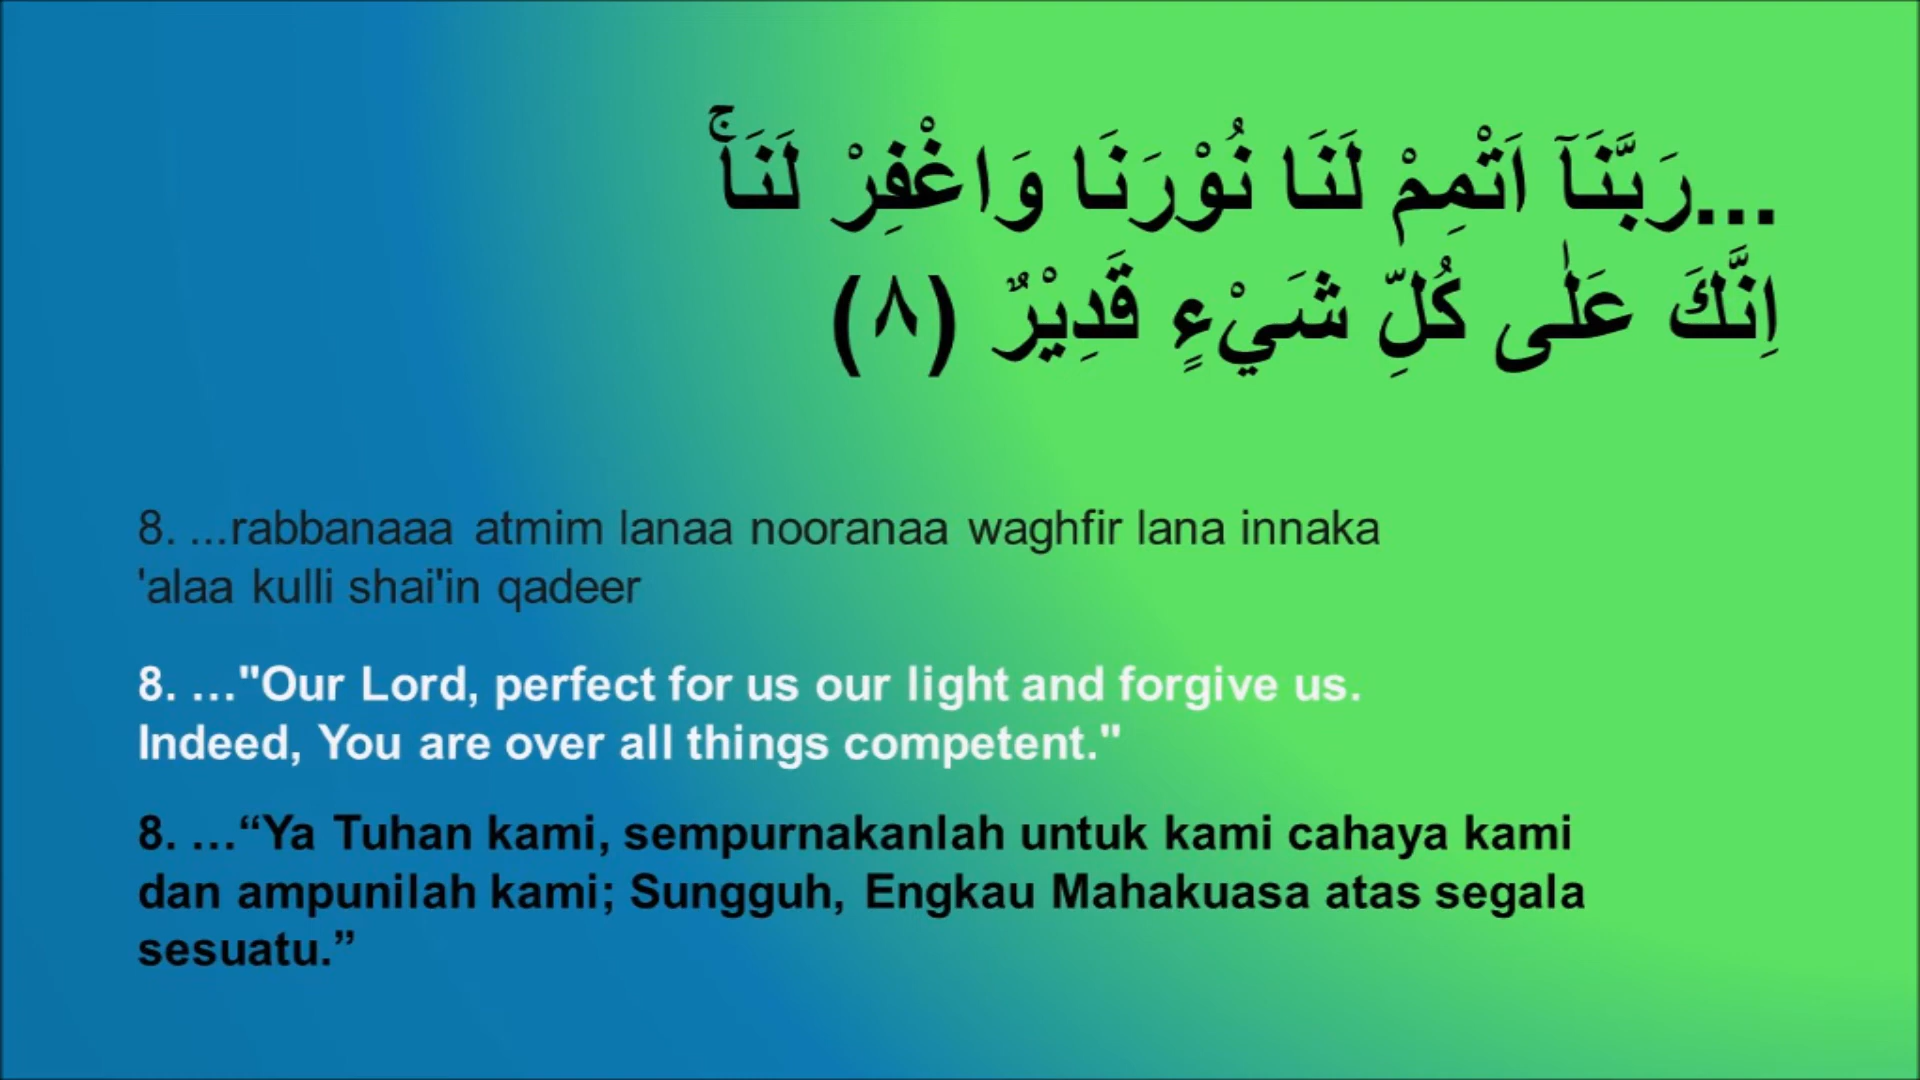 ...رَبَّنَآ اَتْمِمْ لَنَا نُوْرَنَا وَاغْفِرْ لَنَاۚ
اِنَّكَ عَلٰى كُلِّ شَيْءٍ قَدِيْرٌ (٨)
8. ...rabbanaaa atmim lanaa nooranaa waghfir lana innaka
'alaa kulli shai'in qadeer
8. …"Our Lord, perfect for us our light and forgive us.
Indeed, You are over all things competent."
8. …“Ya Tuhan kami, sempurnakanlah untuk kami cahaya kami
dan ampunilah kami; Sungguh, Engkau Mahakuasa atas segala
sesuatu.”